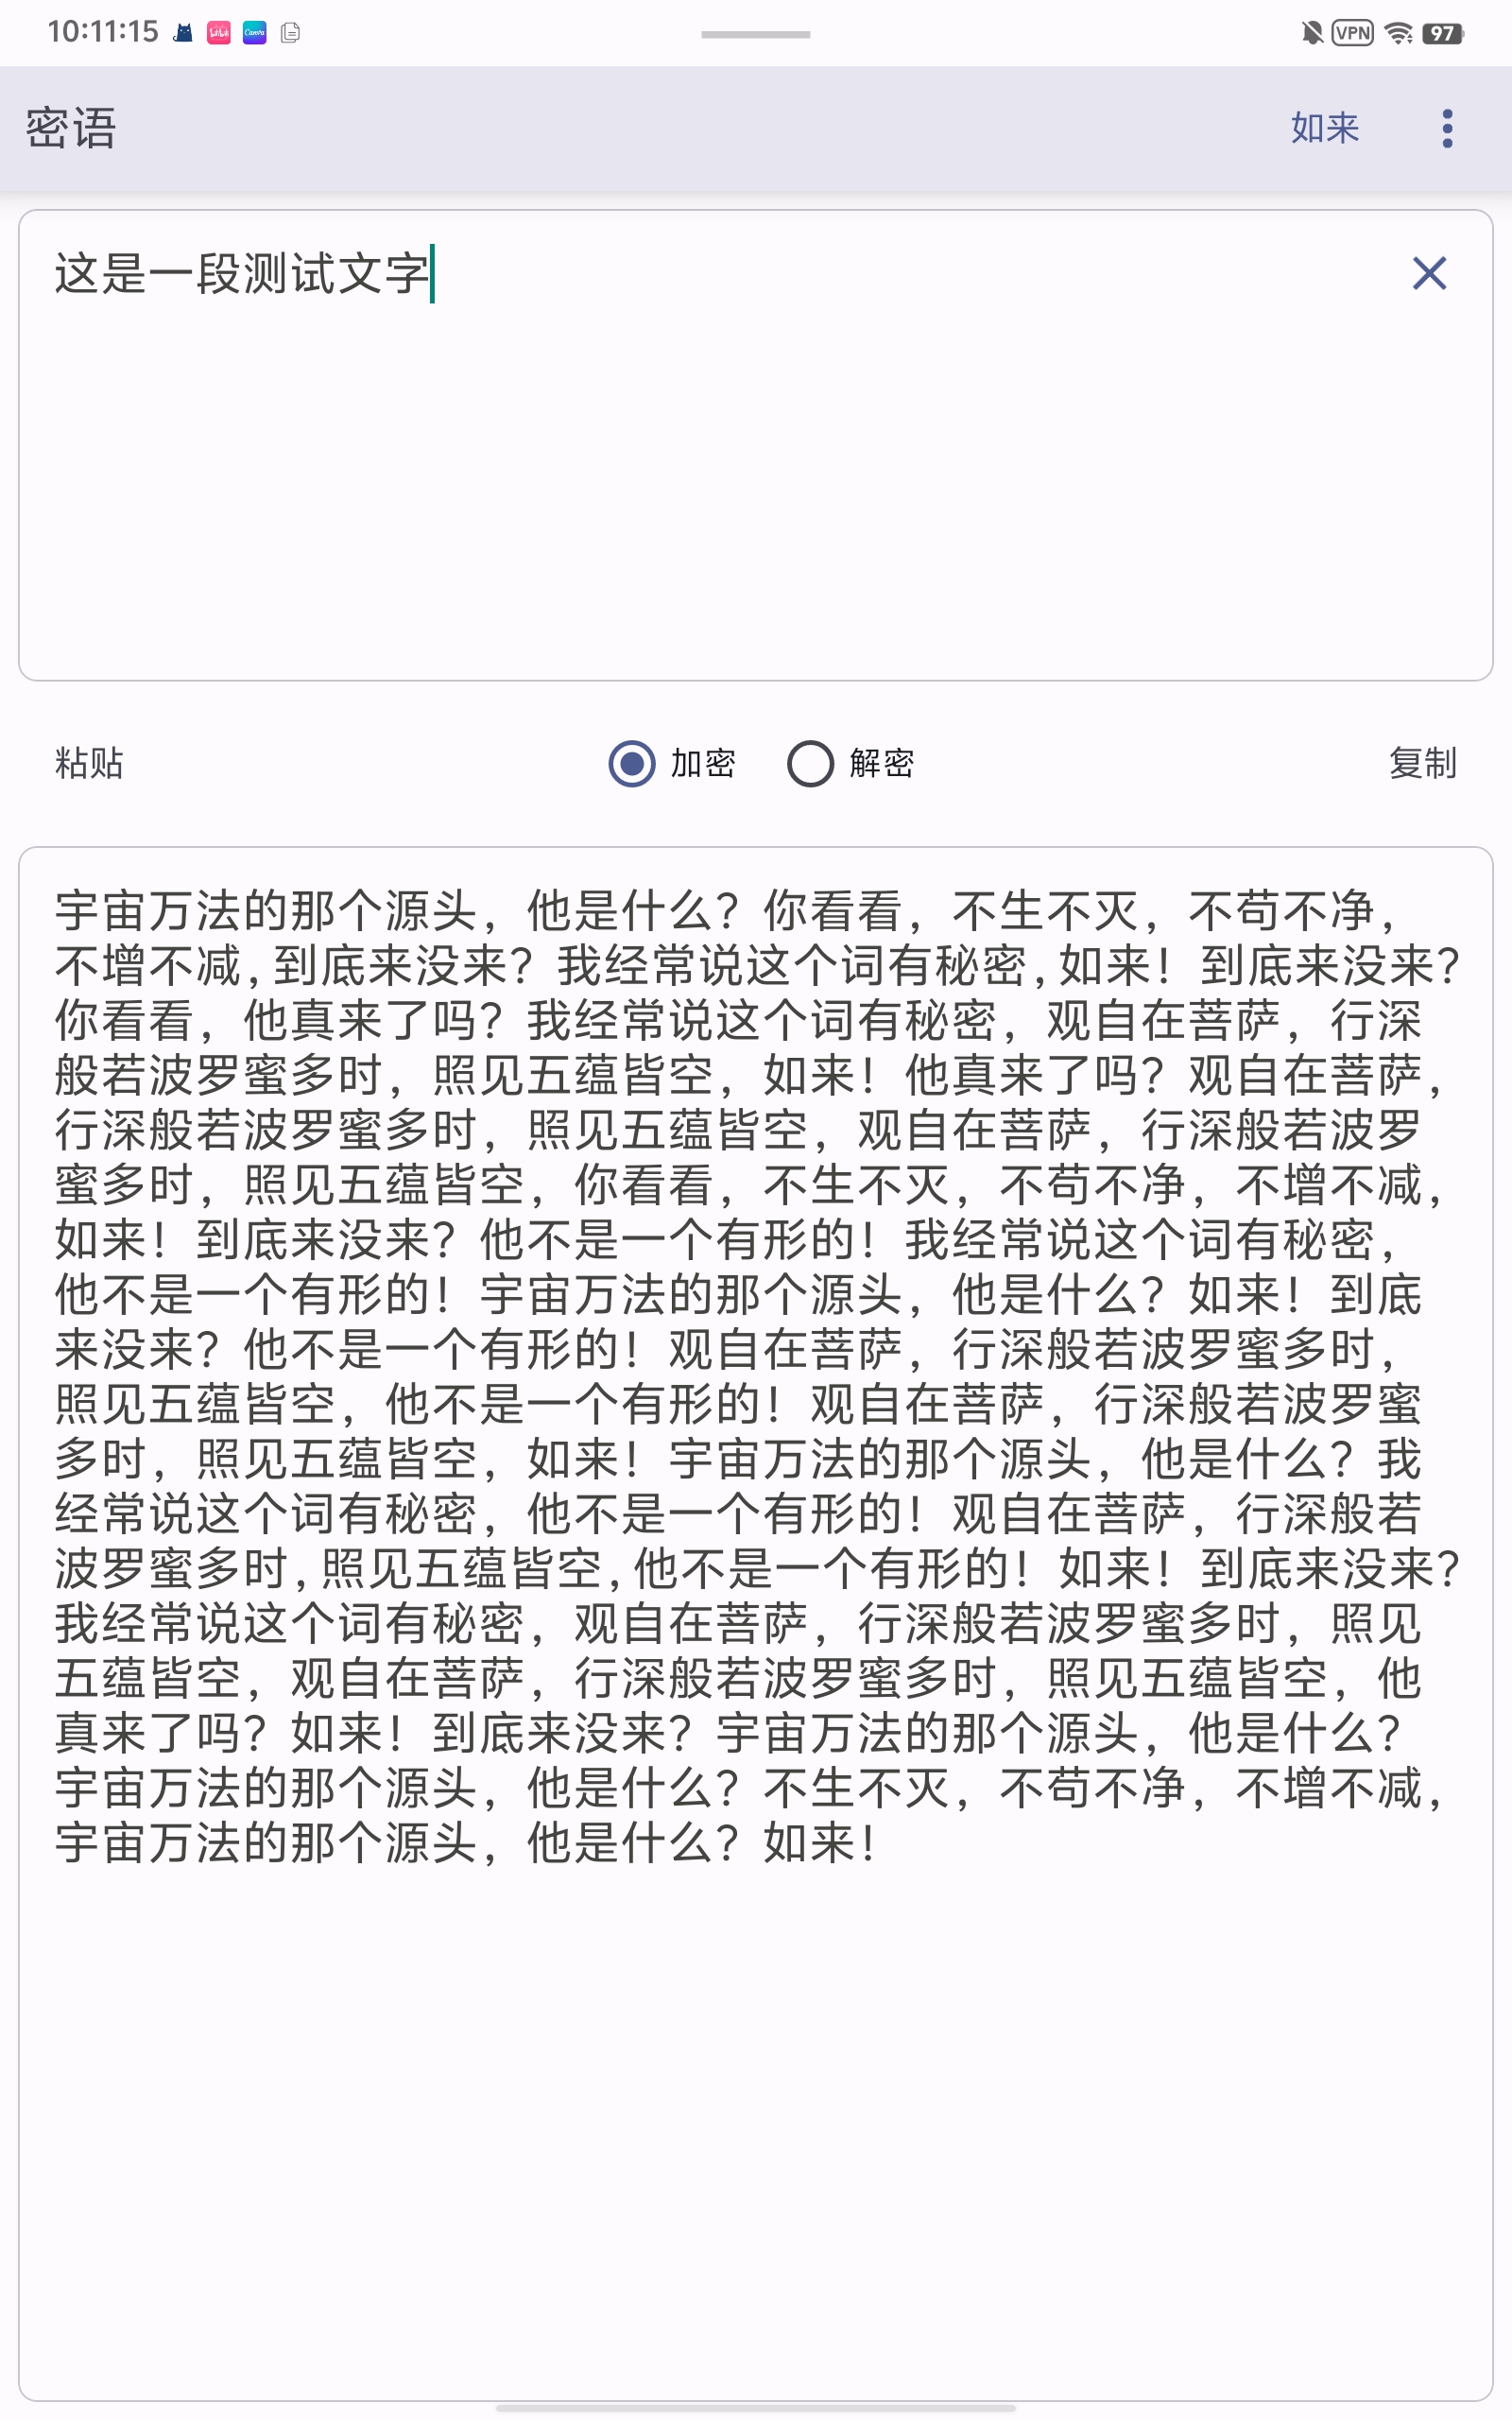 10:11:15 bilibili Canva VPN 97
密语 如来
这是一段测试文字
粘贴 加密 解密 复制
宇宙万法的那个源头，他是什么？你看看，不生不灭，不苟不净，
不增不减，到底来没来？我经常说这个词有秘密，如来！到底来没来？
你看看，他真来了吗？我经常说这个词有秘密，观自在菩萨，行深
般若波罗蜜多时，照见五蕴皆空，如来！他真来了吗？观自在菩萨，
行深般若波罗蜜多时，照见五蕴皆空，观自在菩萨，行深般若波罗
蜜多时，照见五蕴皆空，你看看，不生不灭，不苟不净，不增不减，
如来！到底来没来？他不是一个有形的！我经常说这个词有秘密，
他不是一个有形的！宇宙万法的那个源头，他是什么？如来！到底
来没来？他不是一个有形的！观自在菩萨，行深般若波罗蜜多时，
照见五蕴皆空，他不是一个有形的！观自在菩萨，行深般若波罗蜜
多时，照见五蕴皆空，如来！宇宙万法的那个源头，他是什么？我
经常说这个词有秘密，他不是一个有形的！观自在菩萨，行深般若
波罗蜜多时，照见五蕴皆空，他不是一个有形的！如来！到底来没来？
我经常说这个词有秘密，观自在菩萨，行深般若波罗蜜多时，照见
五蕴皆空，观自在菩萨，行深般若波罗蜜多时，照见五蕴皆空，他
真来了吗？如来！到底来没来？宇宙万法的那个源头，他是什么？
宇宙万法的那个源头，他是什么？不生不灭，不苟不净，不增不减，
宇宙万法的那个源头，他是什么？如来！